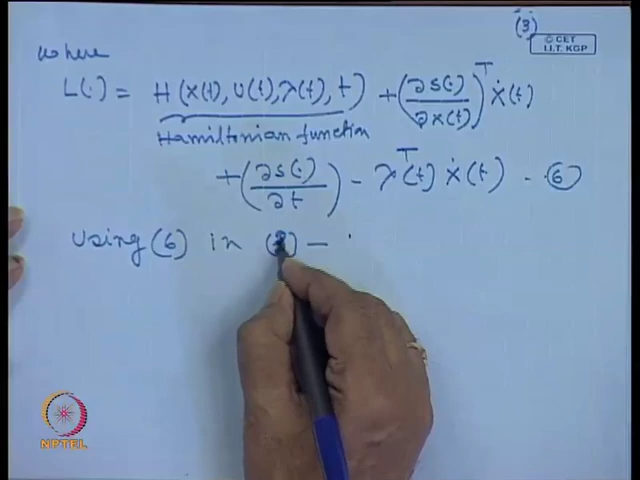 (3)
© CET
I.I.T. KGP
where
L(·) = H(x(t), u(t), λ(t), t) + (∂s(·)/∂x(t))ᵀ ẋ(t)
Hamiltonian function
+ (∂s(·)/∂t) - λᵀ(t) ẋ(t) - (6)
Using (6) in
NPTEL